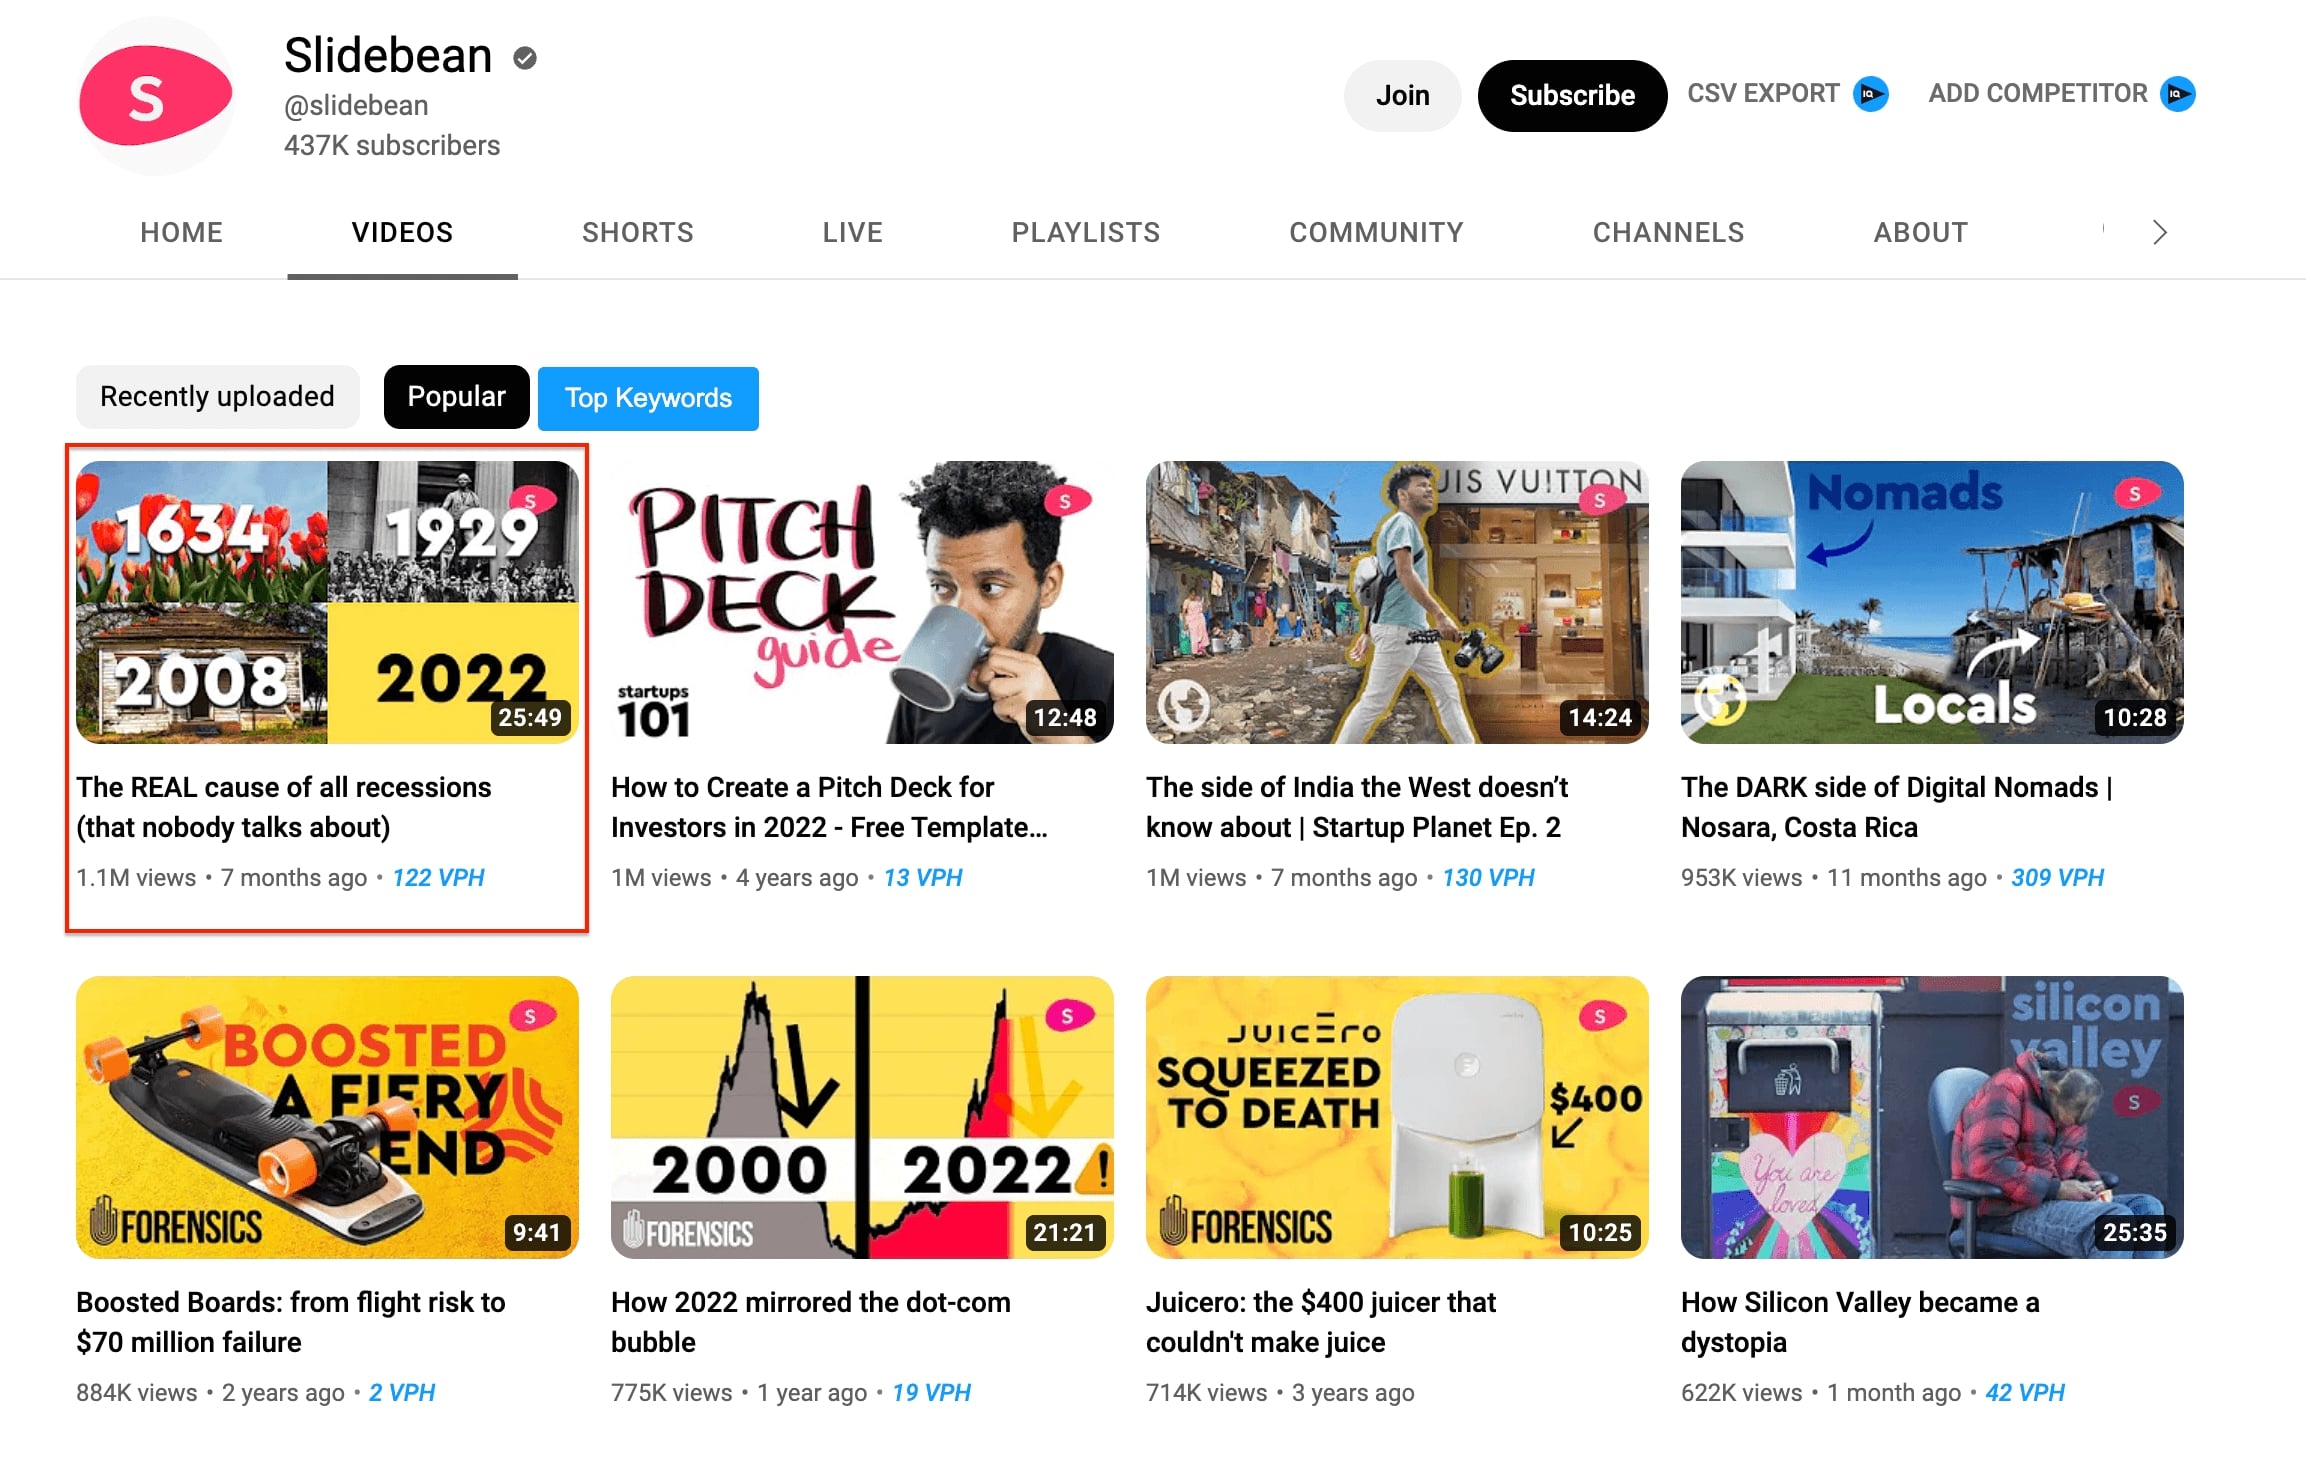 S
Slidebean
@slidebean
437K subscribers
Join
Subscribe
CSV EXPORT
IQ
ADD COMPETITOR
IQ
HOME
VIDEOS
SHORTS
LIVE
PLAYLISTS
COMMUNITY
CHANNELS
ABOUT
Recently uploaded
Popular
Top Keywords
1634
1929
S
2008
2022
25:49
The REAL cause of all recessions
(that nobody talks about)
1.1M views • 7 months ago • 122 VPH
PITCH
DECK
guide
S
startups
101
12:48
How to Create a Pitch Deck for
Investors in 2022 - Free Template...
1M views • 4 years ago • 13 VPH
UIS VUITTON
S
14:24
The side of India the West doesn’t
know about | Startup Planet Ep. 2
1M views • 7 months ago • 130 VPH
Nomads
S
Locals
10:28
The DARK side of Digital Nomads |
Nosara, Costa Rica
953K views • 11 months ago • 309 VPH
BOOSTED
A FIERY
END
S
FORENSICS
9:41
Boosted Boards: from flight risk to
$70 million failure
884K views • 2 years ago • 2 VPH
S
2000
2022
!
FORENSICS
21:21
How 2022 mirrored the dot-com
bubble
775K views • 1 year ago • 19 VPH
JUICERO
SQUEEZED
TO DEATH
$400
S
FORENSICS
10:25
Juicero: the $400 juicer that
couldn't make juice
714K views • 3 years ago
silicon
valley
S
You are
loved
25:35
How Silicon Valley became a
dystopia
622K views • 1 month ago • 42 VPH